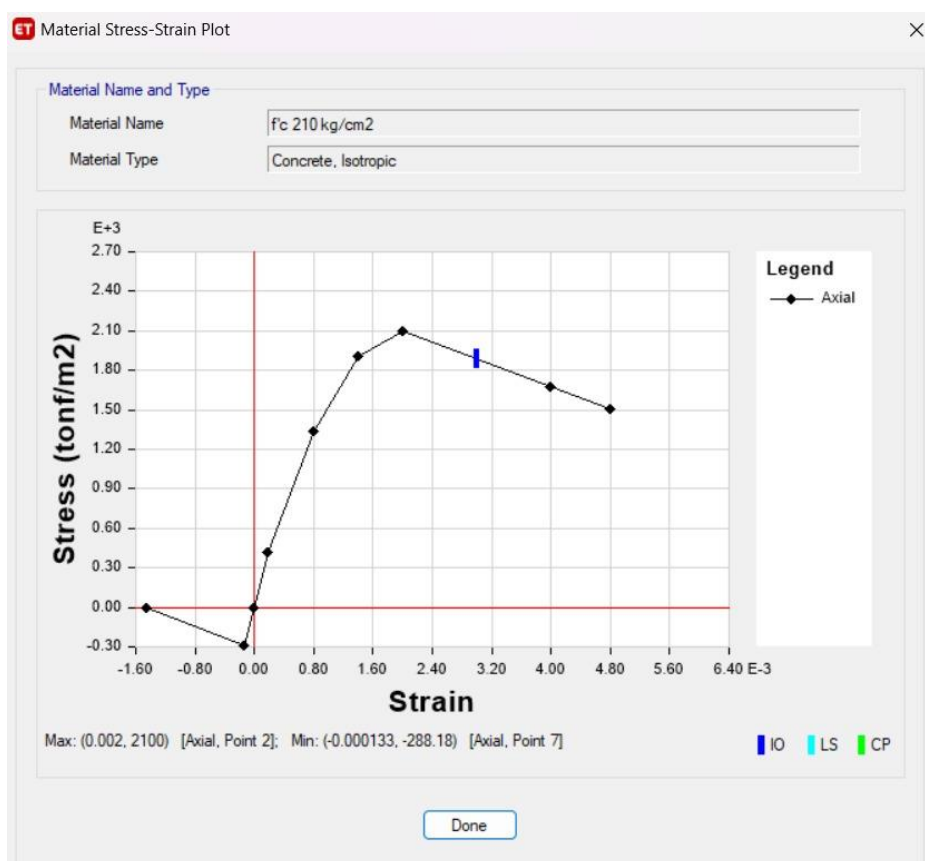 ET Material Stress-Strain Plot
Material Name and Type
Material Name f'c 210 kg/cm2
Material Type Concrete, Isotropic
E+3
2.70
2.40
2.10
1.80
1.50
1.20
0.90
0.60
0.30
0.00
-0.30
Stress (tonf/m2)
-1.60 -0.80 0.00 0.80 1.60 2.40 3.20 4.00 4.80 5.60 6.40 E-3
Strain
Legend
Axial
Max: (0.002, 2100) [Axial, Point 2]; Min: (-0.000133, -288.18) [Axial, Point 7]
IO LS CP
Done